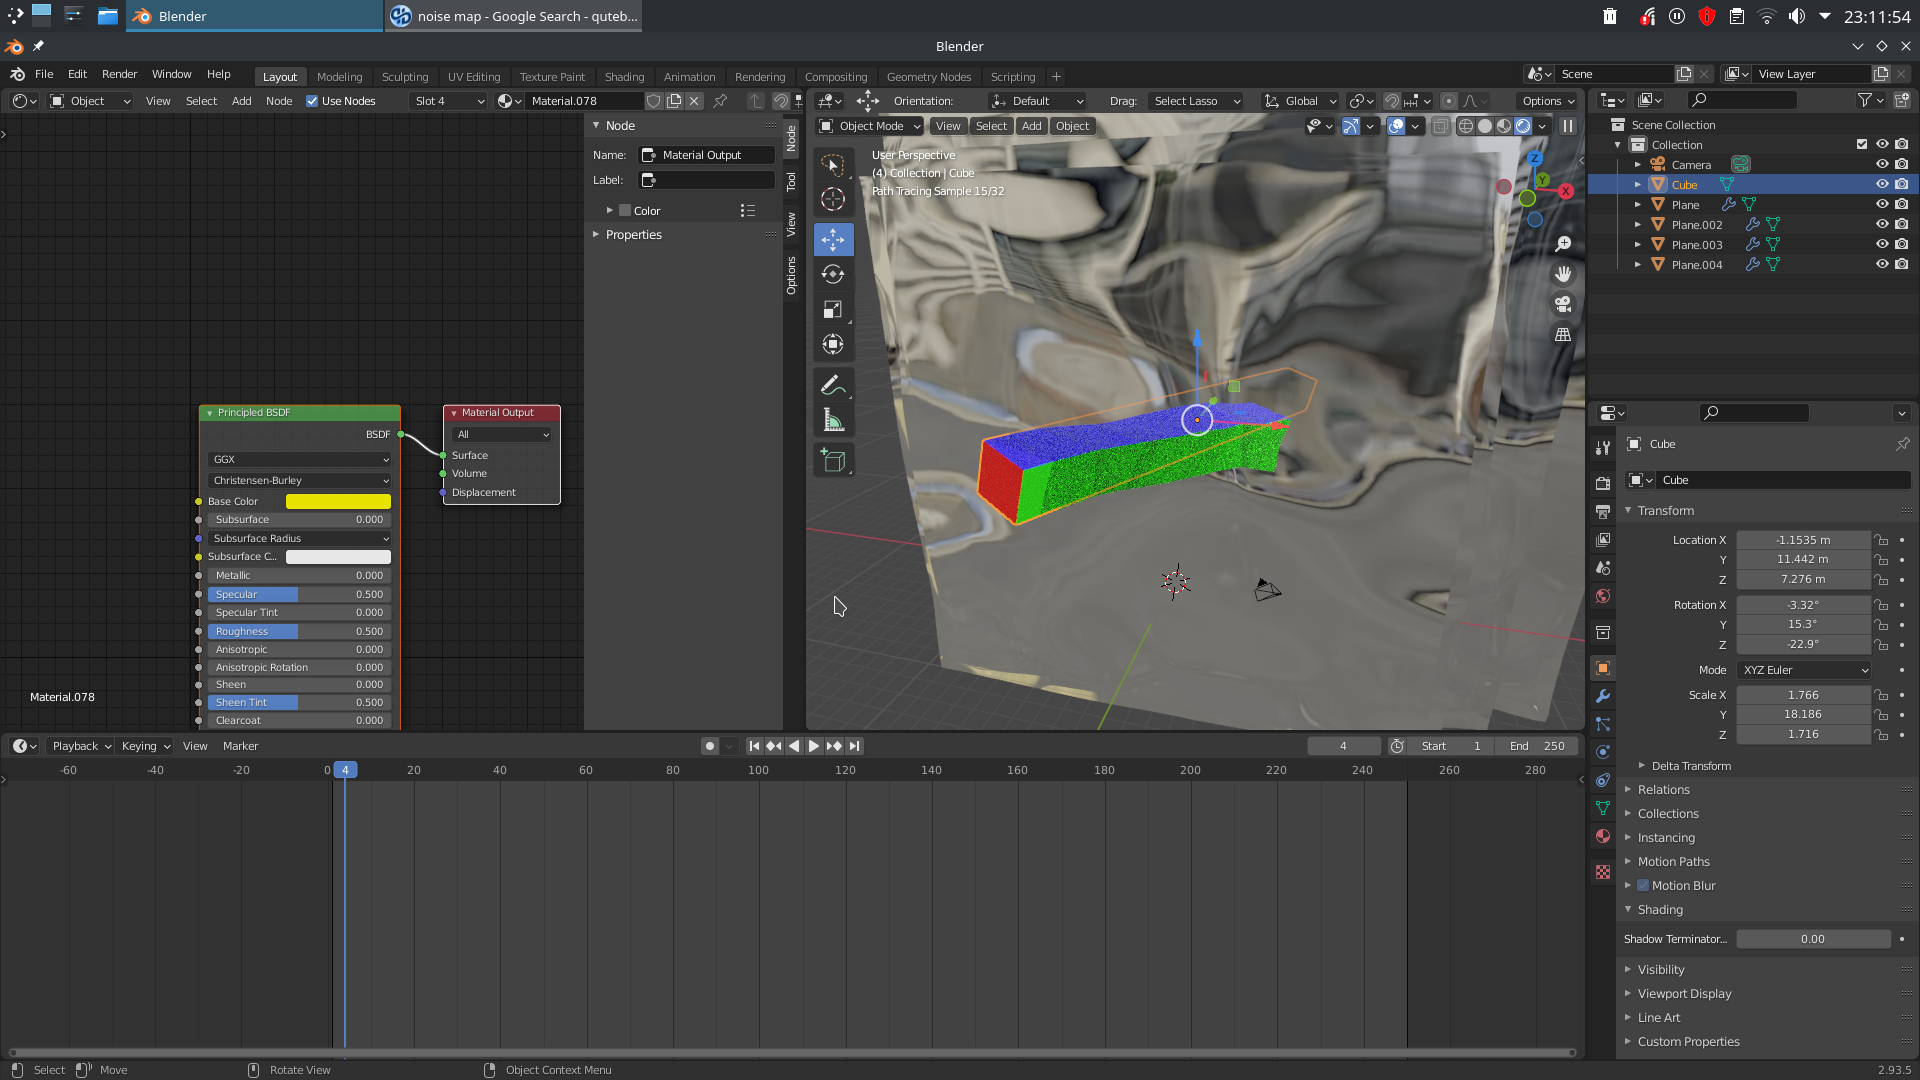 Blender
noise map - Google Search - quteb...
23:11:54
Blender
File Edit Render Window Help
Layout Modeling Sculpting UV Editing Texture Paint Shading Animation Rendering Compositing Geometry Nodes Scripting +
Scene
View Layer
Object View Select Add Node Use Nodes Slot 4 Material.078
Orientation: Default Drag: Select Lasso Global Options
Object Mode View Select Add Object
Node
Name: Material Output
Label:
Color
Properties
Node
Tool
View
Options
User Perspective
(4) Collection | Cube
Path Tracing Sample 15/32
Z
Y
X
Scene Collection
Collection
Camera
Cube
Plane
Plane.002
Plane.003
Plane.004
Principled BSDF
BSDF
GGX
Christensen-Burley
Base Color
Subsurface 0.000
Subsurface Radius
Subsurface C...
Metallic 0.000
Specular 0.500
Specular Tint 0.000
Roughness 0.500
Anisotropic 0.000
Anisotropic Rotation 0.000
Sheen 0.000
Sheen Tint 0.500
Clearcoat 0.000
Material Output
All
Surface
Volume
Displacement
Material.078
Cube
Cube
Transform
Location X -1.1535 m
Y 11.442 m
Z 7.276 m
Rotation X -3.32°
Y 15.3°
Z -22.9°
Mode XYZ Euler
Scale X 1.766
Y 18.186
Z 1.716
Delta Transform
Relations
Collections
Instancing
Motion Paths
Motion Blur
Shading
Shadow Terminator... 0.00
Visibility
Viewport Display
Line Art
Custom Properties
Playback Keying View Marker
4 Start 1 End 250
-60 -40 -20 0 4 20 40 60 80 100 120 140 160 180 200 220 240 260 280
Select Move Rotate View Object Context Menu 2.93.5